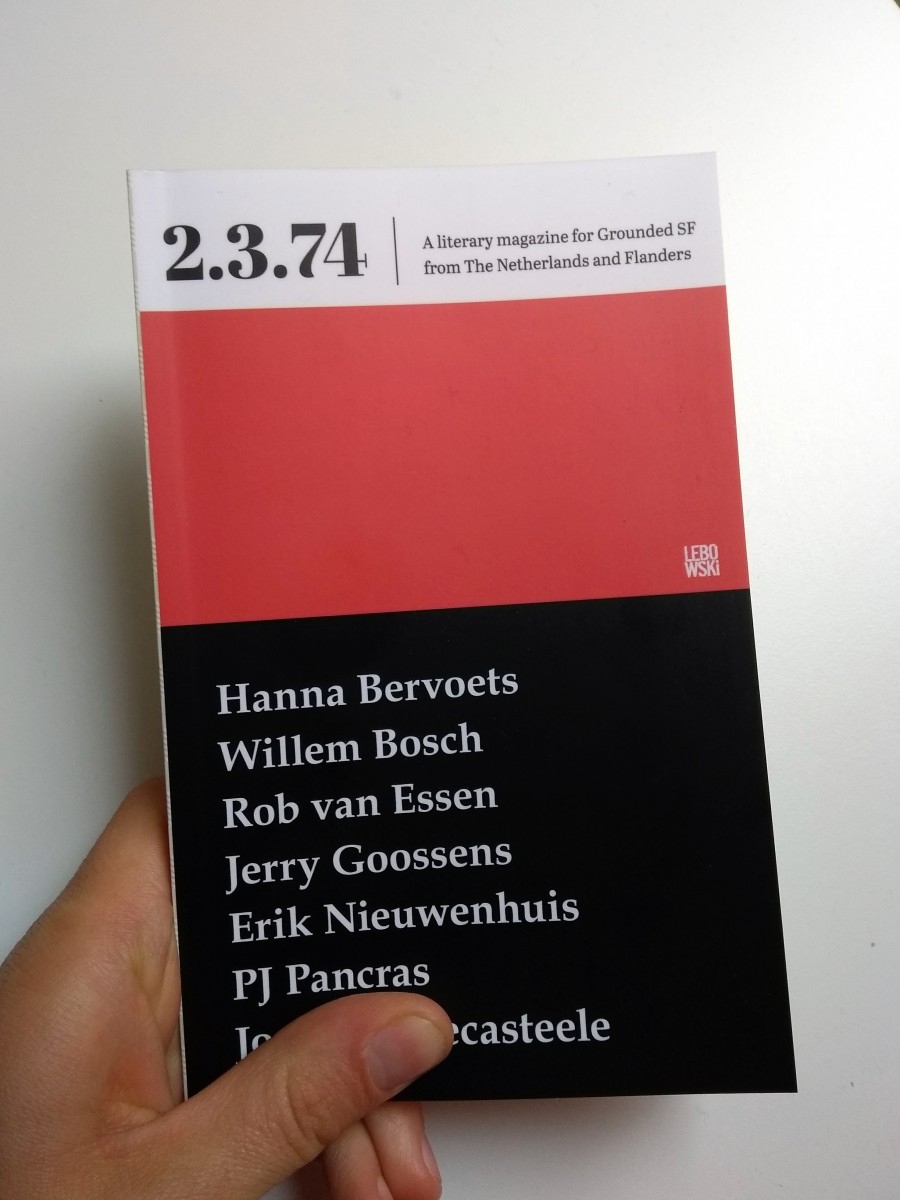 2.3.74
A literary magazine for Grounded SF
from The Netherlands and Flanders
LEBO
WSKi
Hanna Bervoets
Willem Bosch
Rob van Essen
Jerry Goossens
Erik Nieuwenhuis
PJ Pancras